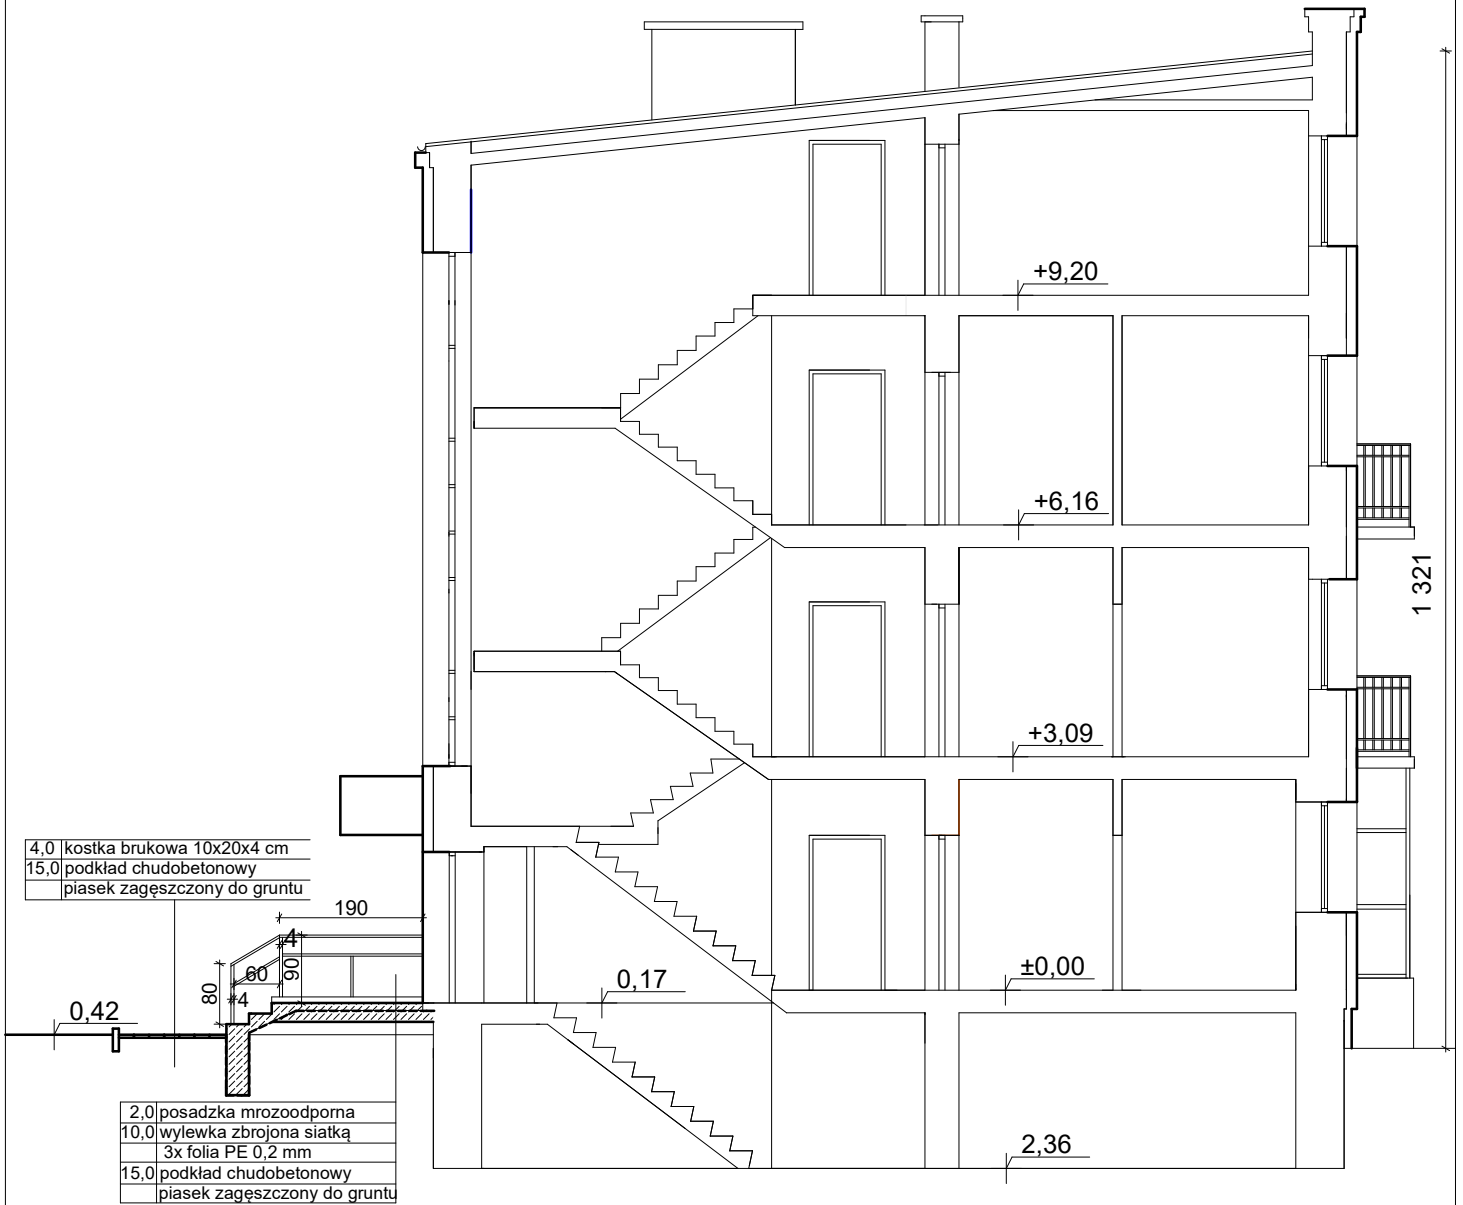 +9,20
+6,16
1 321
+3,09
4,0 kostka brukowa 10x20x4 cm
15,0 podkład chudobetonowy
piasek zagęszczony do gruntu
190
4
90
60
80
4
±0,00
0,17
0,42
2,36
2,0 posadzka mrozoodporna
10,0 wylewka zbrojona siatką
3x folia PE 0,2 mm
15,0 podkład chudobetonowy
piasek zagęszczony do gruntu